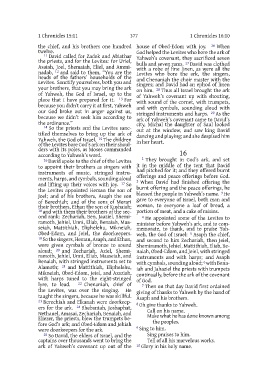 1 Chronicles 15:11 377 1 Chronicles 16:10
the chief, and his brothers one hundred
twelve.
11 David called for Zadok and Abiathar
the priests, and for the Levites: for Uriel,
Asaiah, Joel, Shemaiah, Eliel, and Ammi-
nadab, 12 and said to them, "You are the
heads of the fathers' households of the
Levites. Sanctify yourselves, both you and
your brothers, that you may bring the ark
of Yahweh, the God of Israel, up to the
place that I have prepared for it. 13 For
because you didn't carry it at first, Yahweh
our God broke out in anger against us,
because we didn't seek him according to
the ordinance."
14 So the priests and the Levites sanc-
tified themselves to bring up the ark of
Yahweh, the God of Israel. 15 The children
of the Levites bore God's ark on their shoul-
ders with its poles, as Moses commanded
according to Yahweh's word.
16 David spoke to the chief of the Levites
to appoint their brothers as singers with
instruments of music, stringed instru-
ments, harps, and cymbals, sounding aloud
and lifting up their voices with joy. 17 So
the Levites appointed Heman the son of
Joel; and of his brothers, Asaph the son
of Berechiah; and of the sons of Merari
their brothers, Ethan the son of Kushaiah;
18 and with them their brothers of the sec-
ond rank: Zechariah, Ben, Jaaziel, Shemi-
ramoth, Jehiel, Unni, Eliab, Benaiah, Maa-
seiah, Mattithiah, Eliphelehu, Mikneiah,
Obed-Edom, and Jeiel, the doorkeepers.
19 So the singers, Heman, Asaph, and Ethan,
were given cymbals of bronze to sound
aloud; 20 and Zechariah, Aziel, Shemi-
ramoth, Jehiel, Unni, Eliab, Maaseiah, and
Benaiah, with stringed instruments set to
Alamoth; 21 and Mattithiah, Eliphelehu,
Mikneiah, Obed-Edom, Jeiel, and Azaziah,
with harps tuned to the eight-stringed
lyre, to lead. 22 Chenaniah, chief of
the Levites, was over the singing. He
taught the singers, because he was skillful.
23 Berechiah and Elkanah were doorkeep-
ers for the ark. 24 Shebaniah, Joshaphat,
Nethanel, Amasai, Zechariah, Benaiah, and
Eliezer, the priests, blew the trumpets be-
fore God's ark; and Obed-Edom and Jehiah
were doorkeepers for the ark.
25 So David, the elders of Israel, and the
captains over thousands went to bring the
ark of Yahweh's covenant up out of the
house of Obed-Edom with joy. 26 When
God helped the Levites who bore the ark of
Yahweh's covenant, they sacrificed seven
bulls and seven rams. 27 David was clothed
with a robe of fine linen, as were all the
Levites who bore the ark, the singers,
and Chenaniah the choir master with the
singers; and David had an ephod of linen
on him. 28 Thus all Israel brought the ark
of Yahweh's covenant up with shouting,
with sound of the cornet, with trumpets,
and with cymbals, sounding aloud with
stringed instruments and harps. 29 As the
ark of Yahweh's covenant came to David's
city, Michal the daughter of Saul looked
out at the window, and saw king David
dancing and playing; and she despised him
in her heart.
16
1 They brought in God's ark, and set
it in the middle of the tent that David
had pitched for it; and they offered burnt
offerings and peace offerings before God.
2 When David had finished offering the
burnt offering and the peace offerings, he
blessed the people in Yahweh's name. 3 He
gave to everyone of Israel, both man and
woman, to everyone a loaf of bread, a
portion of meat, and a cake of raisins.
4 He appointed some of the Levites to
minister before Yahweh's ark, and to com-
memorate, to thank, and to praise Yah-
weh, the God of Israel: 5 Asaph the chief,
and second to him Zechariah, then Jeiel,
Shemiramoth, Jehiel, Mattithiah, Eliab, Be-
naiah, Obed-Edom, and Jeiel, with stringed
instruments and with harps; and Asaph
with cymbals, sounding aloud; 6 with Bena-
iah and Jahaziel the priests with trumpets
continually, before the ark of the covenant
of God.
7 Then on that day David first ordained
giving of thanks to Yahweh by the hand of
Asaph and his brothers.
8 Oh give thanks to Yahweh.
Call on his name.
Make what he has done known among
the peoples.
9 Sing to him.
Sing praises to him.
Tell of all his marvelous works.
10 Glory in his holy name.